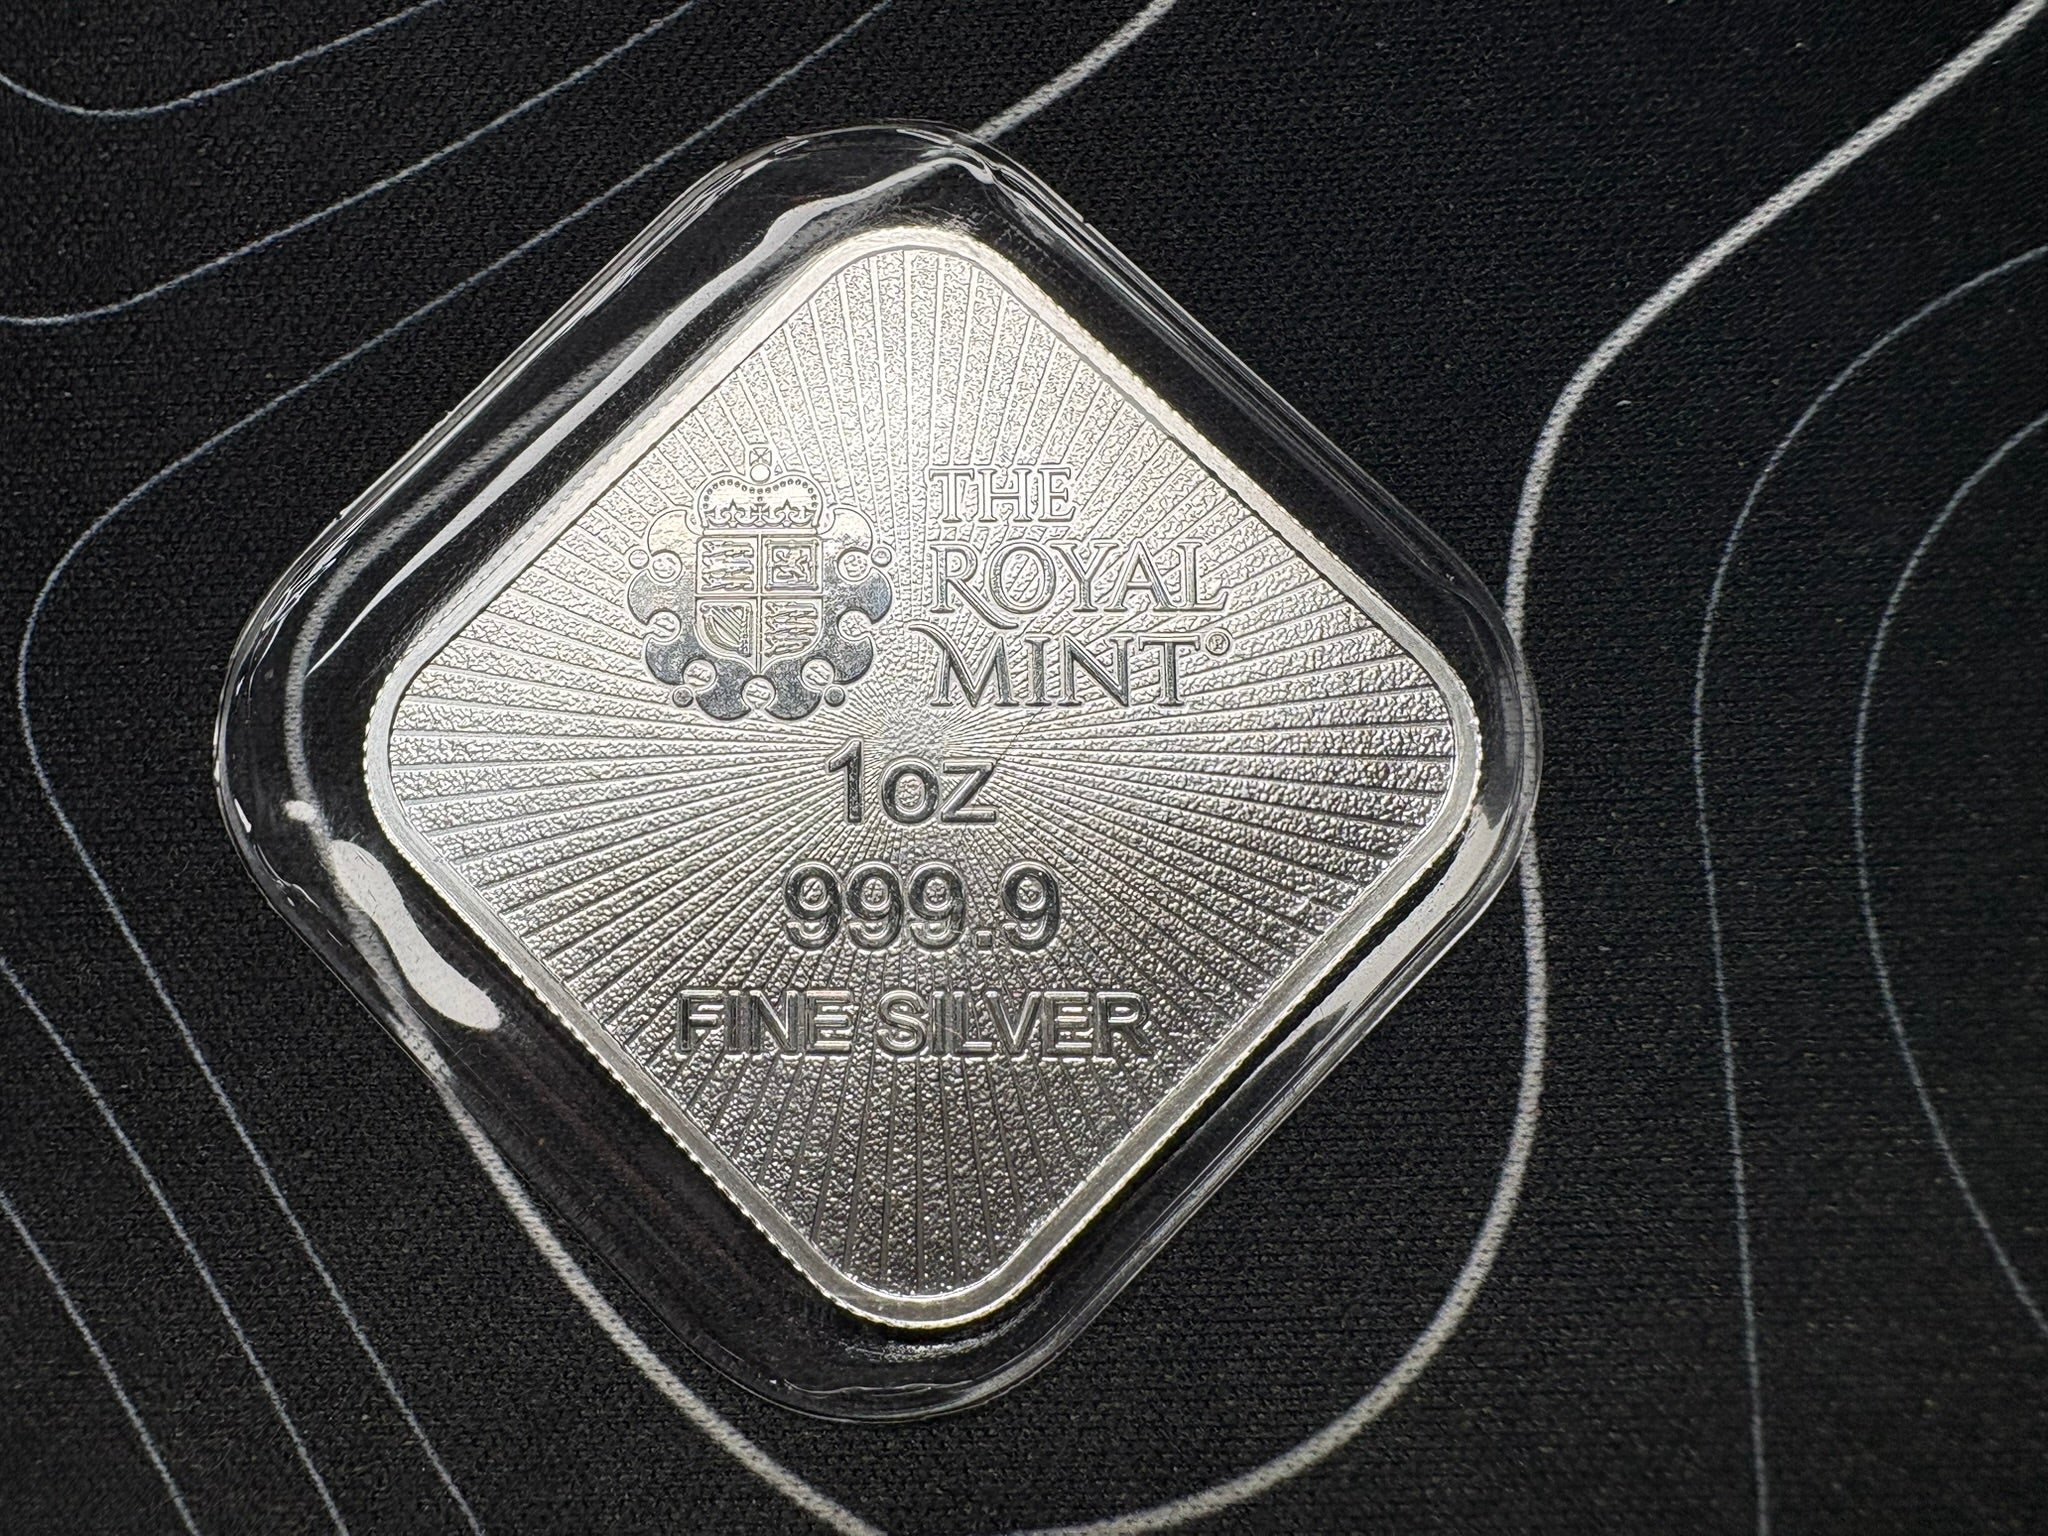 THE
ROYAL
MINT®
1oz
999.9
FINE SILVER